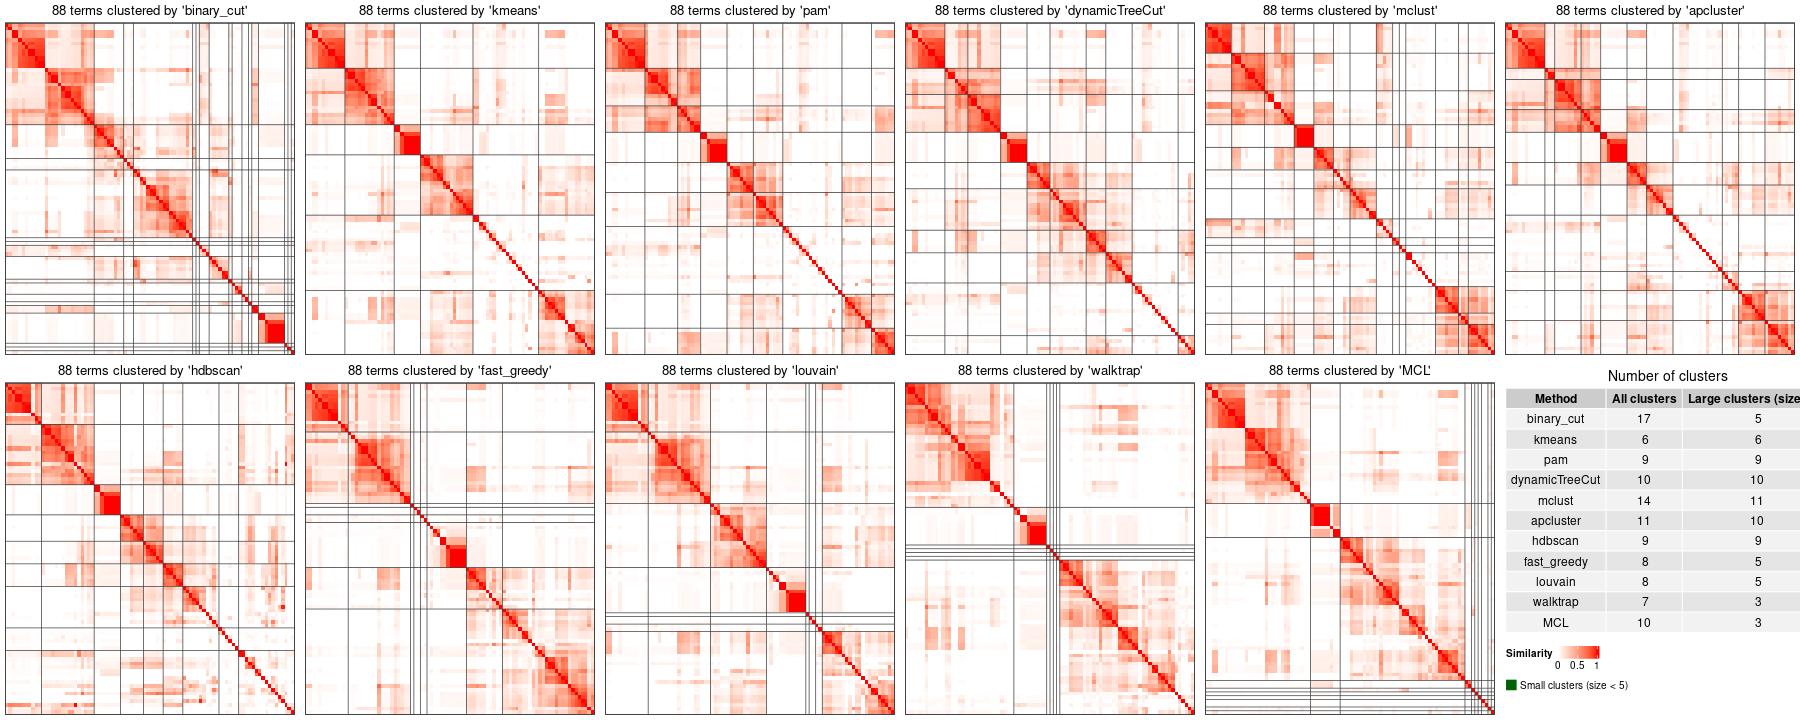 88 terms clustered by 'binary_cut'
88 terms clustered by 'kmeans'
88 terms clustered by 'pam'
88 terms clustered by 'dynamicTreeCut'
88 terms clustered by 'mclust'
88 terms clustered by 'apcluster'
88 terms clustered by 'hdbscan'
88 terms clustered by 'fast_greedy'
88 terms clustered by 'louvain'
88 terms clustered by 'walktrap'
88 terms clustered by 'MCL'
Number of clusters
Method All clusters Large clusters (size
binary_cut 17 5
kmeans 6 6
pam 9 9
dynamicTreeCut 10 10
mclust 14 11
apcluster 11 10
hdbscan 9 9
fast_greedy 8 5
louvain 8 5
walktrap 7 3
MCL 10 3
Similarity
0 0.5 1
Small clusters (size < 5)